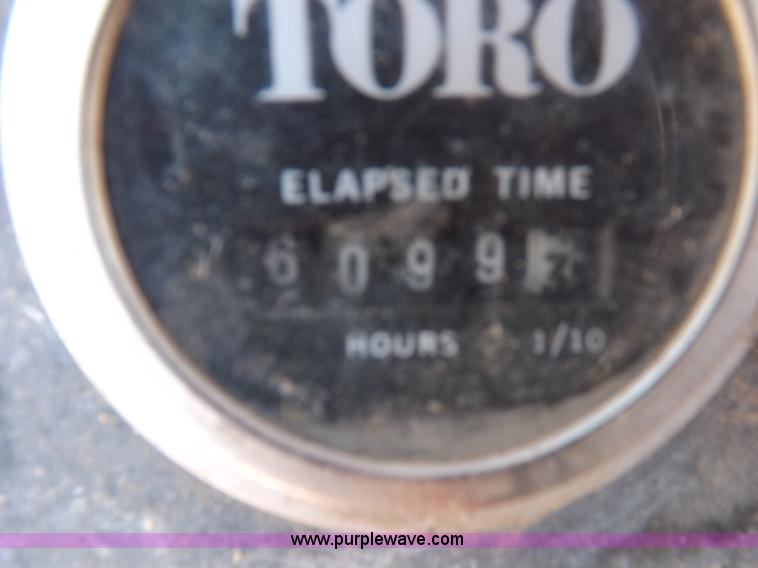 TORO
ELAPSED TIME
6099
HOURS 1/10
www.purplewave.com